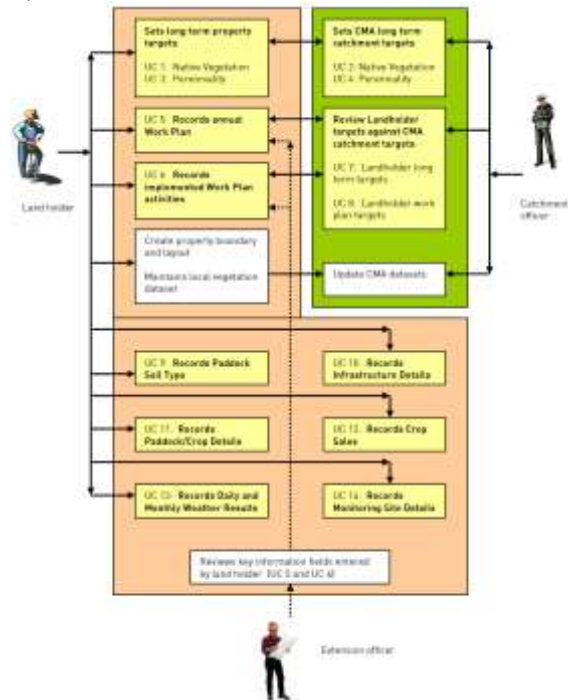 Sets long term property
targets
UC 1: Native Vegetation
UC 3: Perenniality
Sets CMA long term
catchment targets
UC 2: Native Vegetation
UC 4: Perenniality
UC 5: Records annual
Work Plan
Review Landholder
targets against CMA
catchment targets
UC 7: Landholder long
term targets
UC 8: Landholder work
plan targets
UC 6: Records
implemented Work Plan
activities
Land holder
Catchment
officer
Create property boundary
and layout
Maintains local vegetation
dataset
Update CMA datasets
UC 9: Records Paddock
Soil Type
UC 10: Records
Infrastructure Details
UC 11: Records
Paddock/Crop Details
UC 12: Records Crop
Sales
UC 13: Records Daily and
Monthly Weather Results
UC 14: Records
Monitoring Site Details
Reviews key information fields entered
by land holder (UC 5 and UC 6)
Extension officer